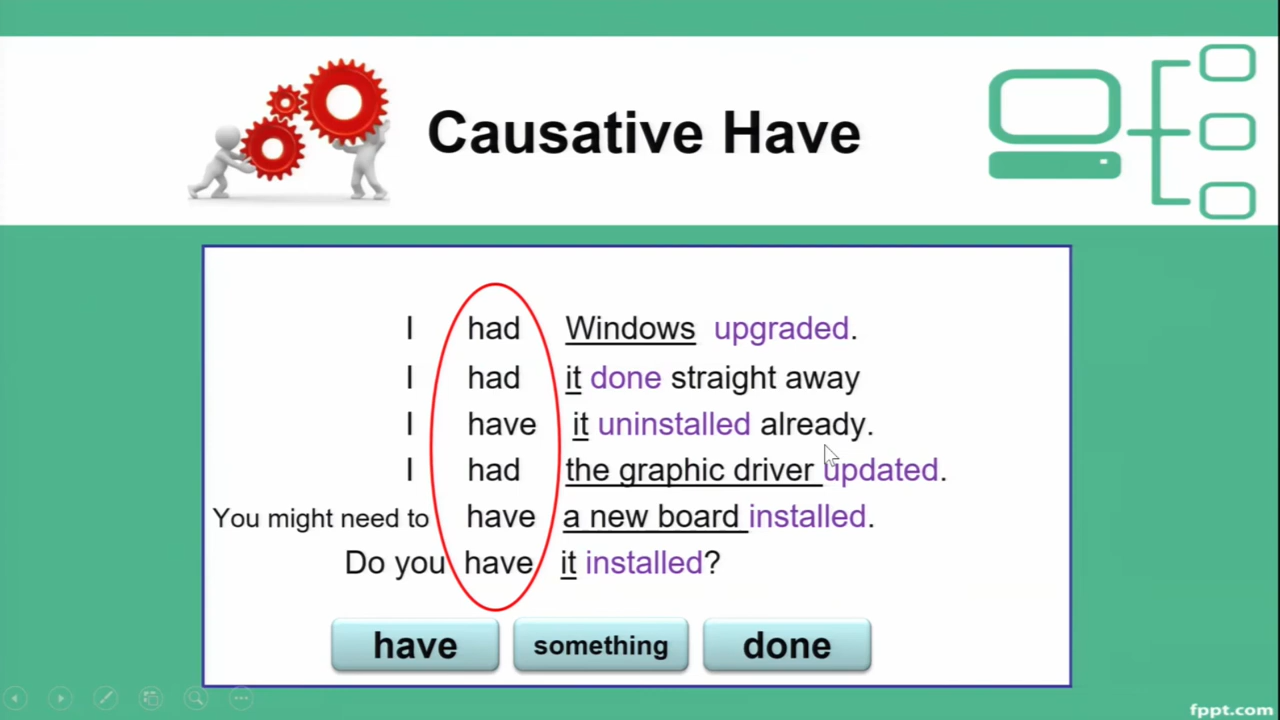 Causative Have
I had Windows upgraded.
I had it done straight away
I have it uninstalled already.
I had the graphic driver updated.
You might need to have a new board installed.
Do you have it installed?
have something done
fppt.com